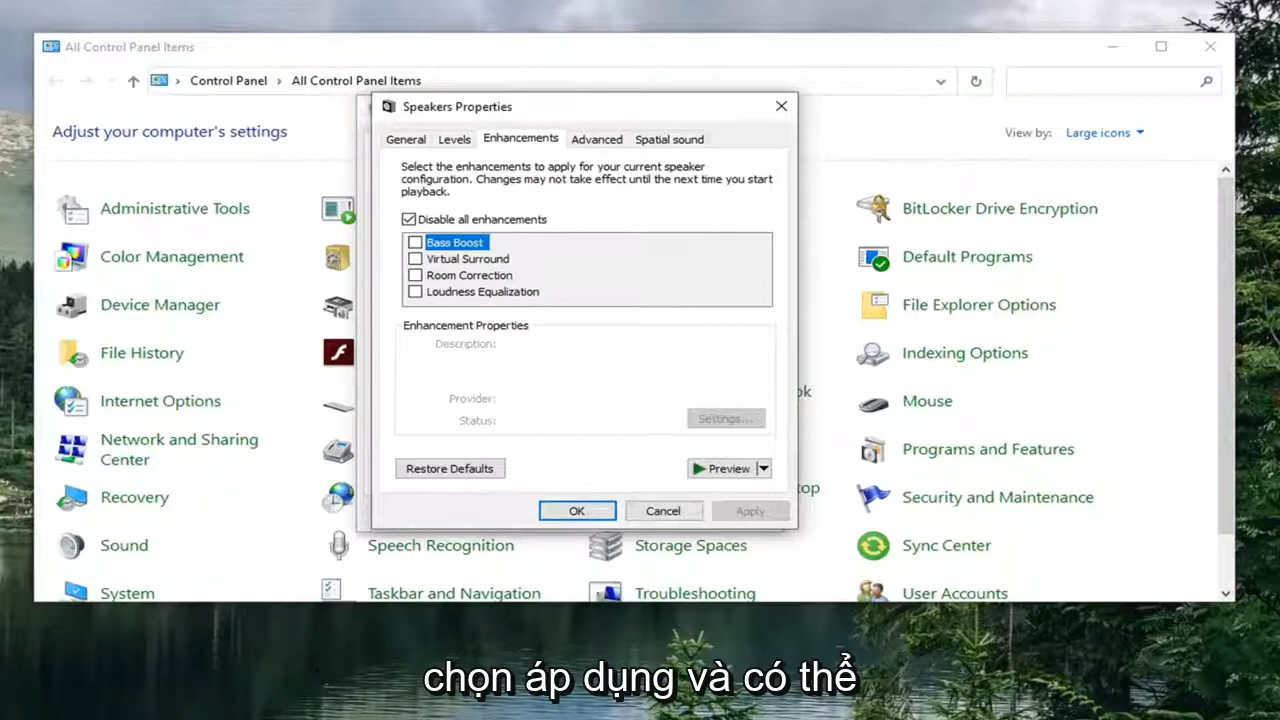 All Control Panel Items
Control Panel > All Control Panel Items
Adjust your computer's settings
View by: Large icons
Speakers Properties
General Levels Enhancements Advanced Spatial sound
Select the enhancements to apply for your current speaker
configuration. Changes may not take effect until the next time you start
playback.
Disable all enhancements
Bass Boost
Virtual Surround
Room Correction
Loudness Equalization
Enhancement Properties
Description:
Provider:
Status:
Settings...
Restore Defaults
Preview
OK Cancel Apply
Administrative Tools
BitLocker Drive Encryption
Color Management
Default Programs
Device Manager
File Explorer Options
File History
Indexing Options
Internet Options
ok
Mouse
Network and Sharing
Center
Programs and Features
Recovery
top
Security and Maintenance
Sound
Speech Recognition
Storage Spaces
Sync Center
System
Taskbar and Navigation
Troubleshooting
User Accounts
chọn áp dụng và có thể